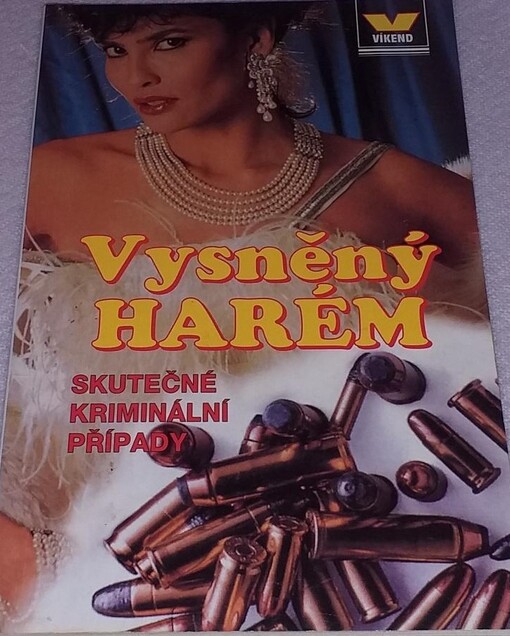 VÍKEND
Vysněný
HARÉM
SKUTEČNÉ
KRIMINÁLNÍ
PŘÍPADY